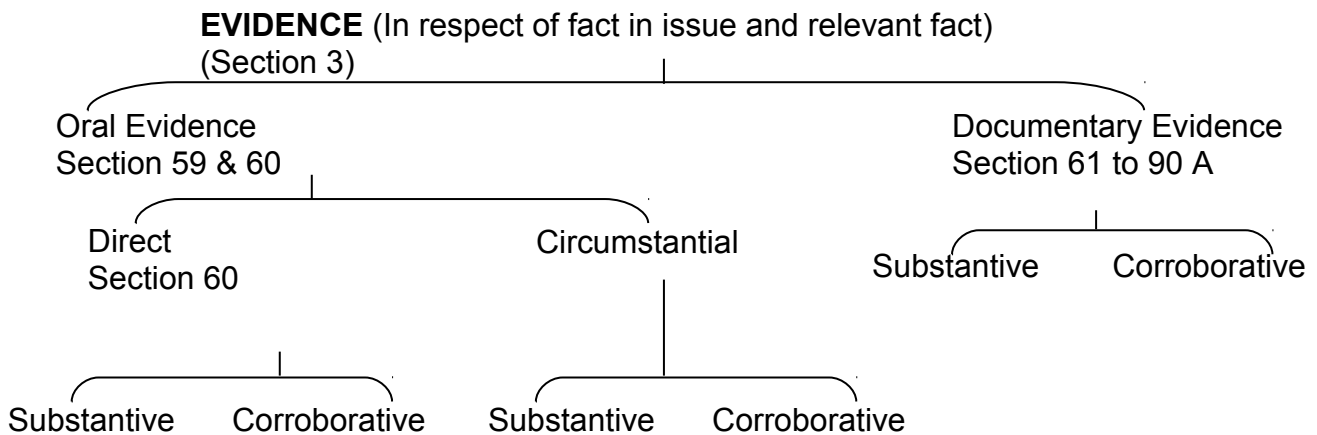 EVIDENCE (In respect of fact in issue and relevant fact)
(Section 3)
Oral Evidence
Section 59 & 60
Documentary Evidence
Section 61 to 90 A
Direct
Section 60
Circumstantial
Substantive
Corroborative
Substantive
Corroborative
Substantive
Corroborative